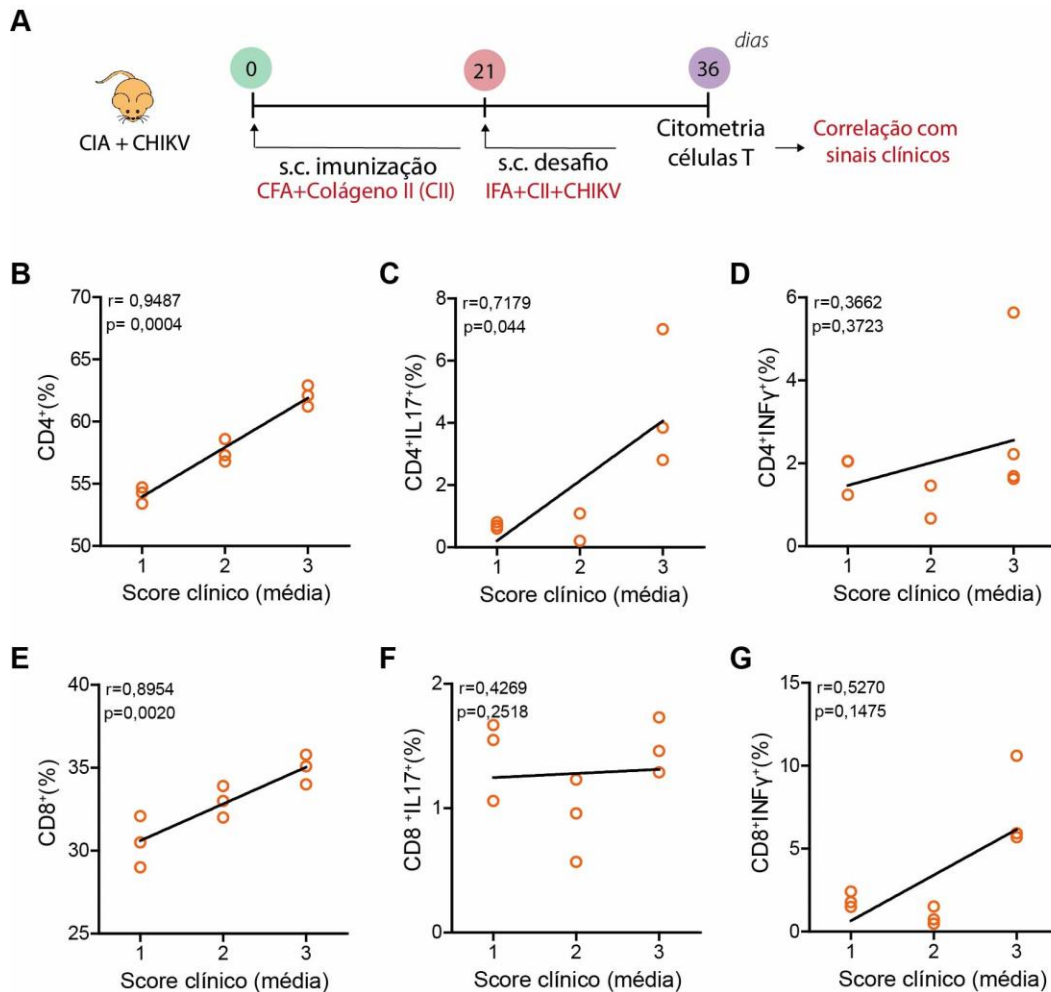 A
dias
0
21
36
CIA + CHIKV
s.c. imunização
CFA+Colágeno II (CII)
s.c. desafio
IFA+CII+CHIKV
Citometria
células T
Correlação com
sinais clínicos
B
r= 0,9487
p= 0,0004
CD4⁺(%)
70
65
60
55
50
1 2 3
Score clínico (média)
C
r=0,7179
p=0,044
CD4⁺IL17⁺(%)
8
6
4
2
0
1 2 3
Score clínico (média)
D
r=0,3662
p=0,3723
CD4⁺INFγ⁺(%)
6
4
2
0
1 2 3
Score clínico (média)
E
r=0,8954
p=0,0020
CD8⁺(%)
40
35
30
25
1 2 3
Score clínico (média)
F
r=0,4269
p=0,2518
CD8⁺IL17⁺(%)
2
1
0
1 2 3
Score clínico (média)
G
r=0,5270
p=0,1475
CD8⁺INFγ⁺(%)
15
10
5
0
1 2 3
Score clínico (média)